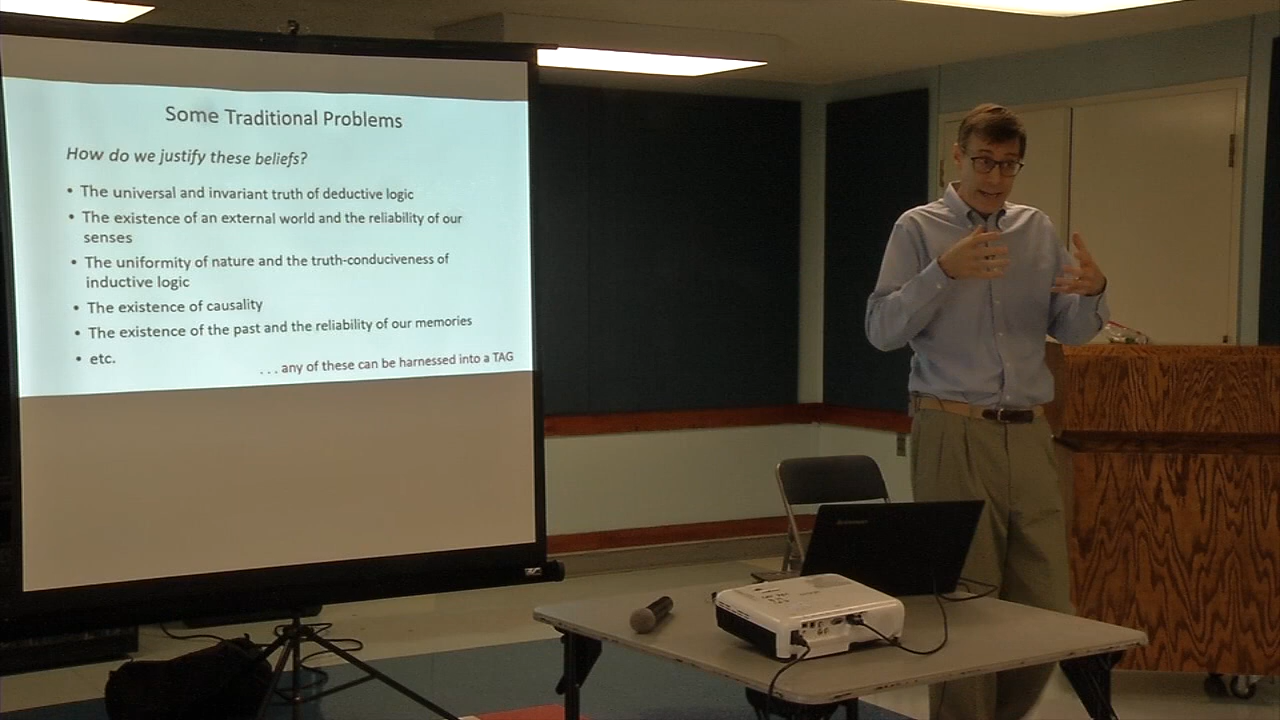 Some Traditional Problems
How do we justify these beliefs?
• The universal and invariant truth of deductive logic
• The existence of an external world and the reliability of our
senses
• The uniformity of nature and the truth-conduciveness of
inductive logic
• The existence of causality
• The existence of the past and the reliability of our memories
• etc.
. . . any of these can be harnessed into a TAG